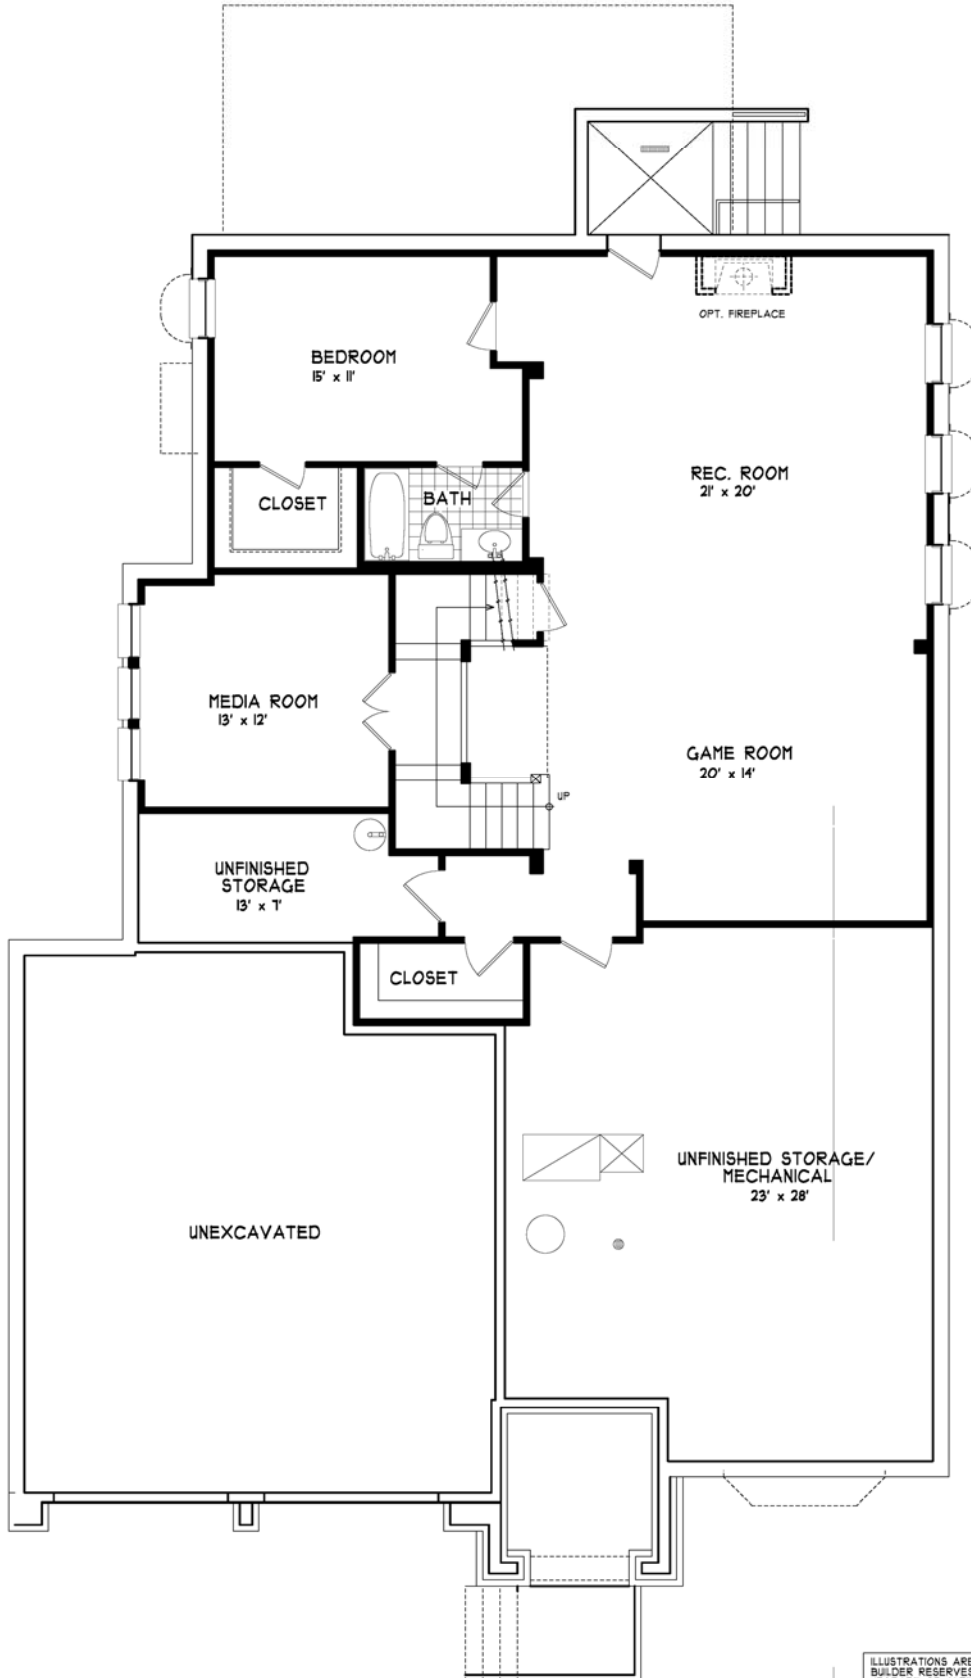 OPT. FIREPLACE
BEDROOM
15' x 11'
REC. ROOM
21' x 20'
CLOSET
BATH
MEDIA ROOM
13' x 12'
GAME ROOM
20' x 14'
UP
UNFINISHED
STORAGE
13' x 7'
CLOSET
UNFINISHED STORAGE/
MECHANICAL
23' x 28'
UNEXCAVATED
ILLUSTRATIONS ARE
BUILDER RESERVES